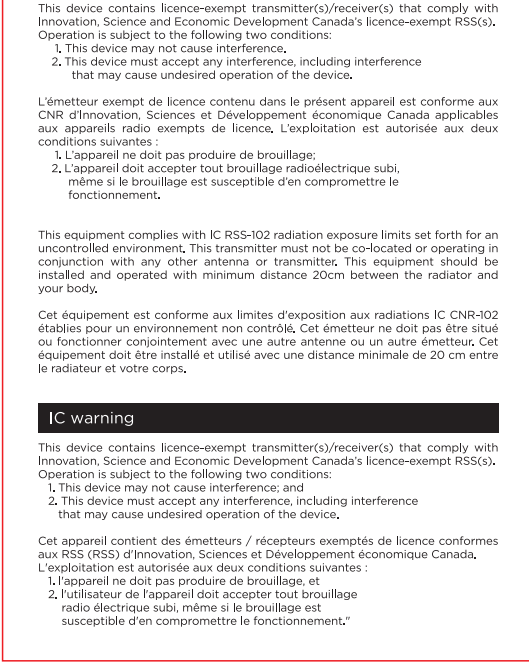 This device contains licence-exempt transmitter(s)/receiver(s) that comply with
Innovation, Science and Economic Development Canada's licence-exempt RSS(s).
Operation is subject to the following two conditions:
1. This device may not cause interference.
2. This device must accept any interference, including interference
that may cause undesired operation of the device.
L'émetteur exempt de licence contenu dans le présent appareil est conforme aux
CNR d'Innovation, Sciences et Développement économique Canada applicables
aux appareils radio exempts de licence. L'exploitation est autorisée aux deux
conditions suivantes :
1. L'appareil ne doit pas produire de brouillage;
2. L'appareil doit accepter tout brouillage radioélectrique subi,
même si le brouillage est susceptible d'en compromettre le
fonctionnement.
This equipment complies with IC RSS-102 radiation exposure limits set forth for an
uncontrolled environment. This transmitter must not be co-located or operating in
conjunction with any other antenna or transmitter. This equipment should be
installed and operated with minimum distance 20cm between the radiator and
your body.
Cet équipement est conforme aux limites d'exposition aux radiations IC CNR-102
établies pour un environnement non contrôlé. Cet émetteur ne doit pas être situé
ou fonctionner conjointement avec une autre antenne ou un autre émetteur. Cet
équipement doit être installé et utilisé avec une distance minimale de 20 cm entre
le radiateur et votre corps.
IC warning
This device contains licence-exempt transmitter(s)/receiver(s) that comply with
Innovation, Science and Economic Development Canada's licence-exempt RSS(s).
Operation is subject to the following two conditions:
1. This device may not cause interference; and
2. This device must accept any interference, including interference
that may cause undesired operation of the device.
Cet appareil contient des émetteurs / récepteurs exemptés de licence conformes
aux RSS (RSS) d'Innovation, Sciences et Développement économique Canada.
L'exploitation est autorisée aux deux conditions suivantes :
1. l'appareil ne doit pas produire de brouillage, et
2. l'utilisateur de l'appareil doit accepter tout brouillage
radio électrique subi, même si le brouillage est
susceptible d'en compromettre le fonctionnement."